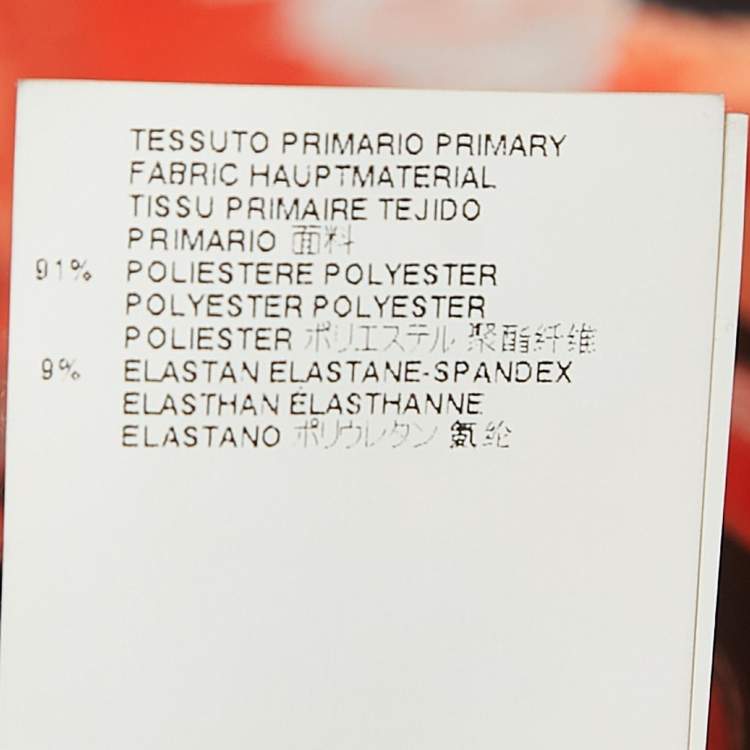 TESSUTO PRIMARIO PRIMARY
FABRIC HAUPTMATERIAL
TISSU PRIMAIRE TEJIDO
PRIMARIO 面料
91% POLIESTERE POLYESTER
POLYESTER POLYESTER
POLIESTER ポリエステル 聚酯纤维
9% ELASTAN ELASTANE-SPANDEX
ELASTHAN ÉLASTHANNE
ELASTANO ポリウレタン 氨纶